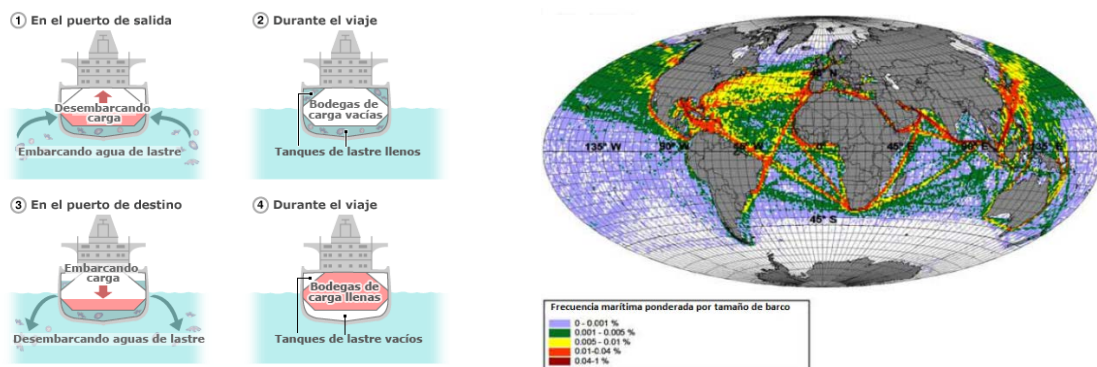 1 En el puerto de salida
Desembarcando
carga
Embarcando agua de lastre
2 Durante el viaje
Bodegas de
carga vacías
Tanques de lastre llenos
3 En el puerto de destino
Embarcando
carga
Desembarcando aguas de lastre
4 Durante el viaje
Bodegas de
carga llenas
Tanques de lastre vacíos
45° N
135° W
90° W
45° W
0°
45° E
90° E
135° E
45° S
Frecuencia marítima ponderada por tamaño de barco
0 - 0.001 %
0.001 - 0.005 %
0.005 - 0.01 %
0.01-0.04 %
0.04-1 %